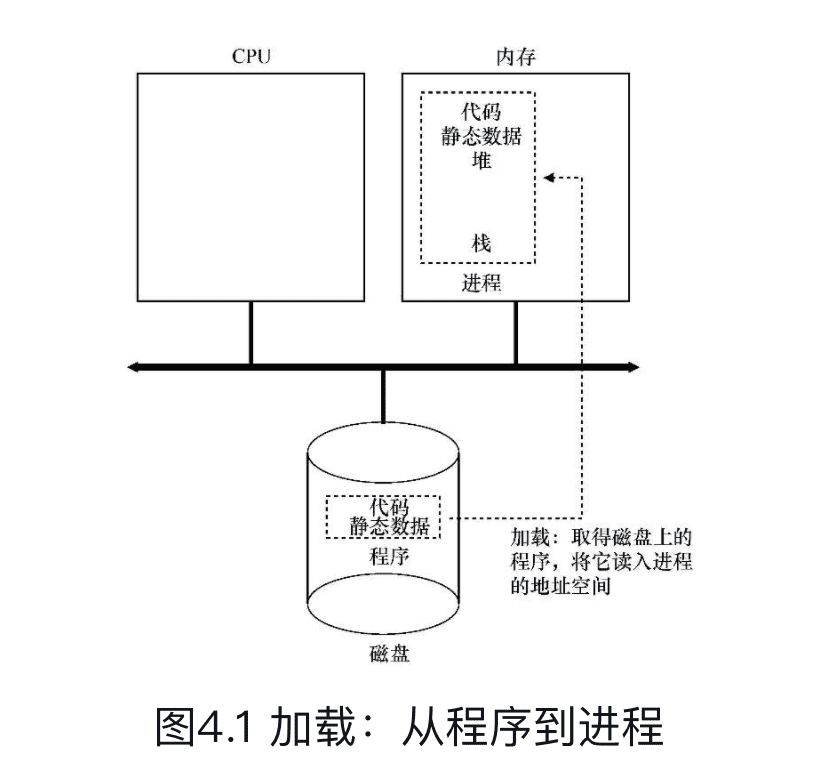 CPU
内存
代码
静态数据
堆
栈
进程
代码
静态数据
程序
加载：取得磁盘上的
程序，将它读入进程
的地址空间
磁盘
图4.1 加载：从程序到进程